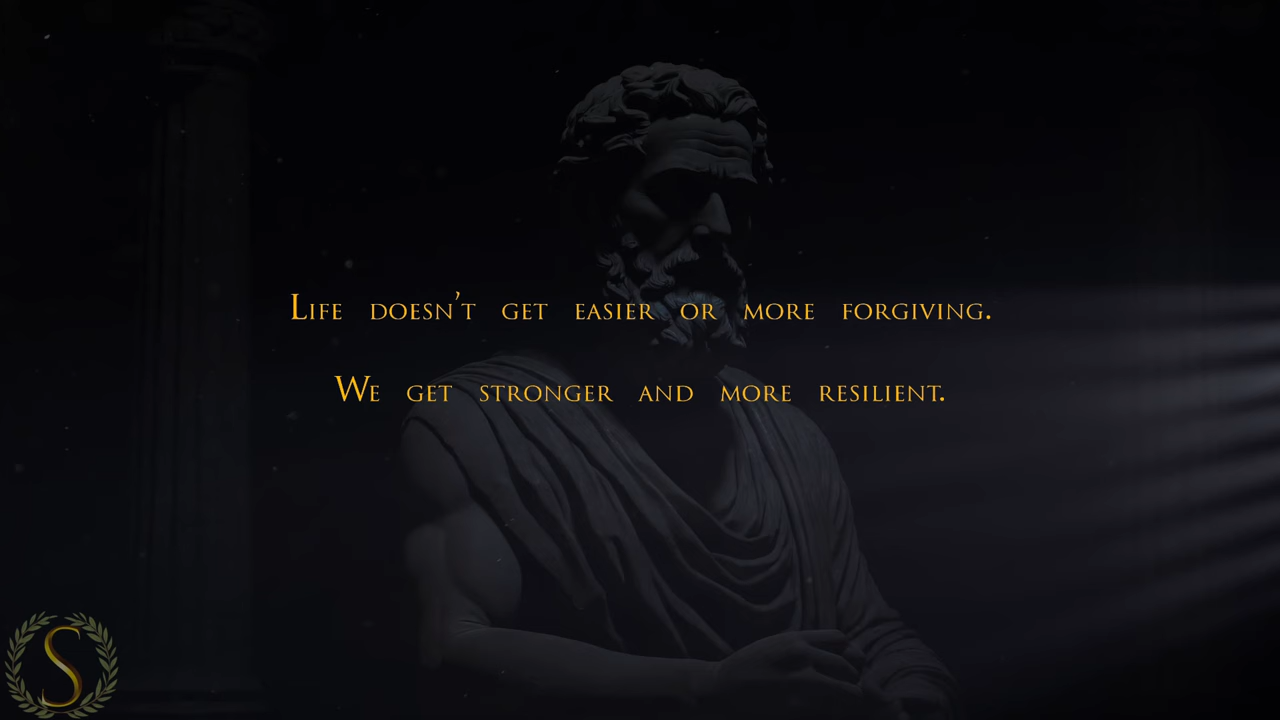 Life doesn't get easier or more forgiving.
We get stronger and more resilient.
S